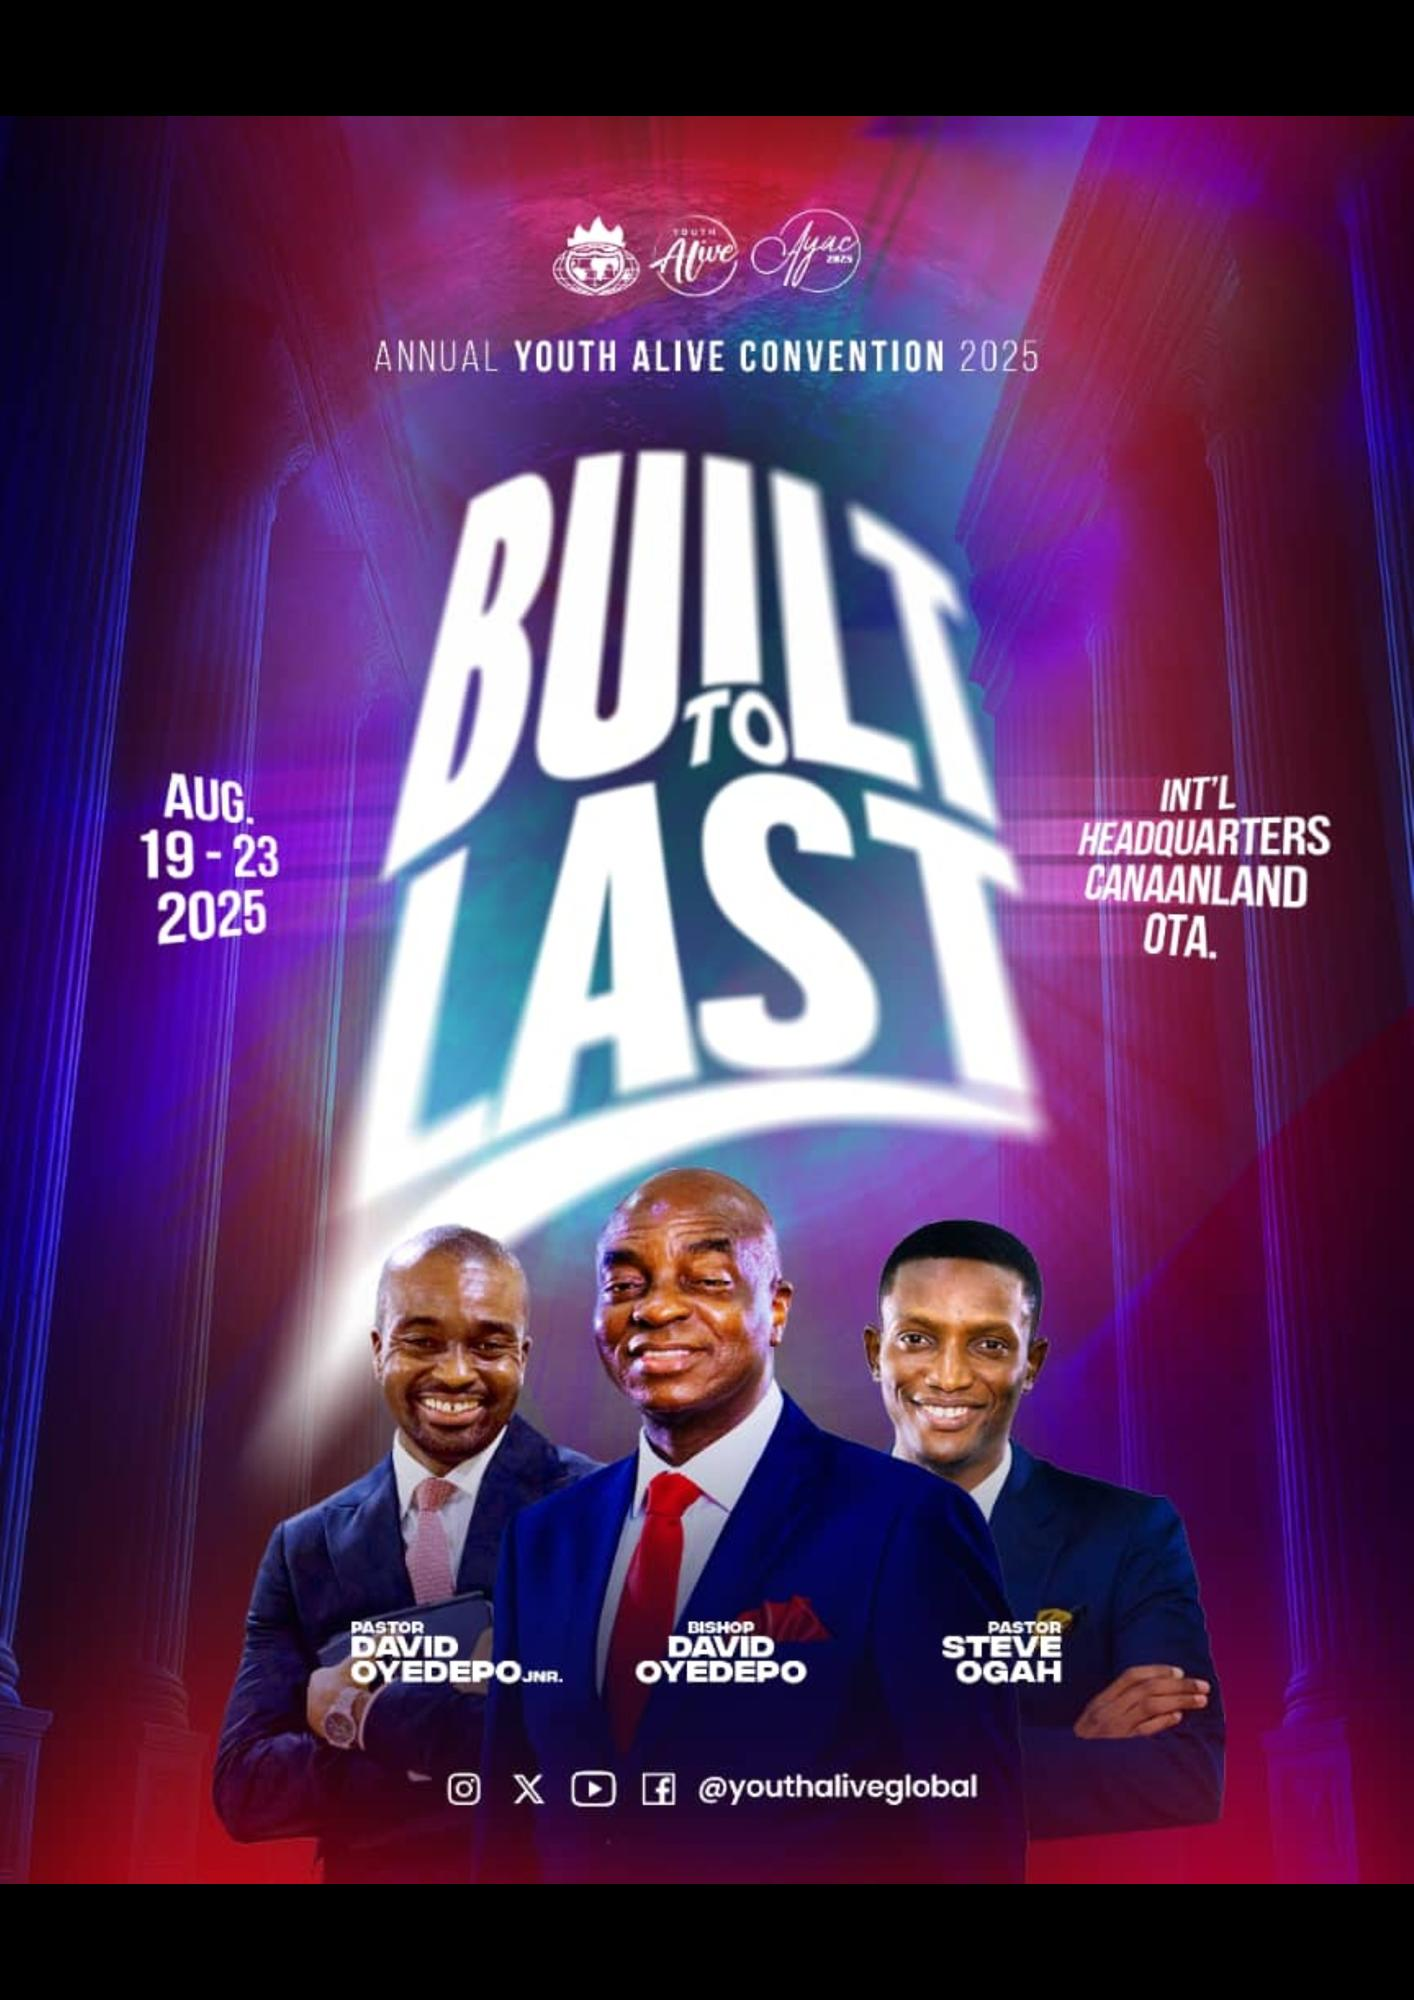 YOUTH
Alive
Ayac
2025
ANNUAL YOUTH ALIVE CONVENTION 2025
BUILT
TO
LAST
AUG.
19 - 23
2025
INT'L
HEADQUARTERS
CANAANLAND
OTA.
PASTOR
DAVID
OYEDEPO JNR.
BISHOP
DAVID
OYEDEPO
PASTOR
STEVE
OGAH
@youthaliveglobal